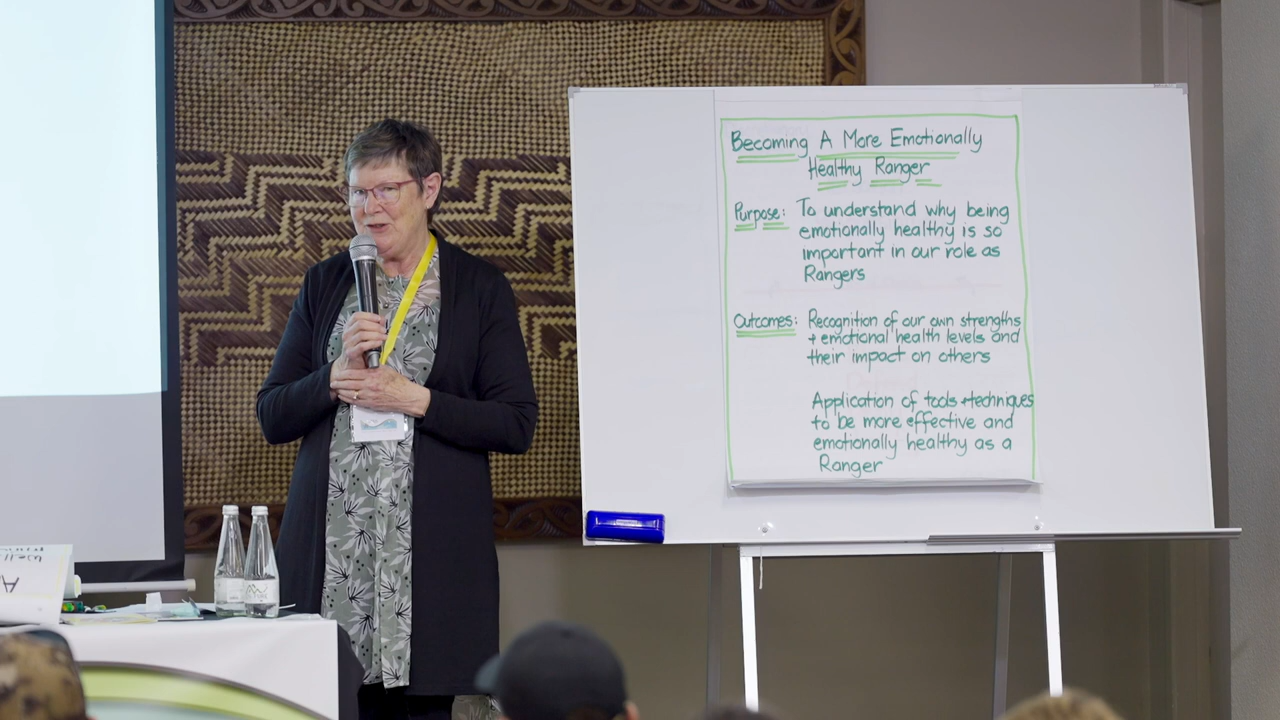 Becoming A More Emotionally
Healthy Ranger
Purpose: To understand why being
emotionally healthy is so
important in our role as
Rangers
Outcomes: Recognition of our own strengths
+ emotional health levels and
their impact on others
Application of tools + techniques
to be more effective and
emotionally healthy as a
Ranger